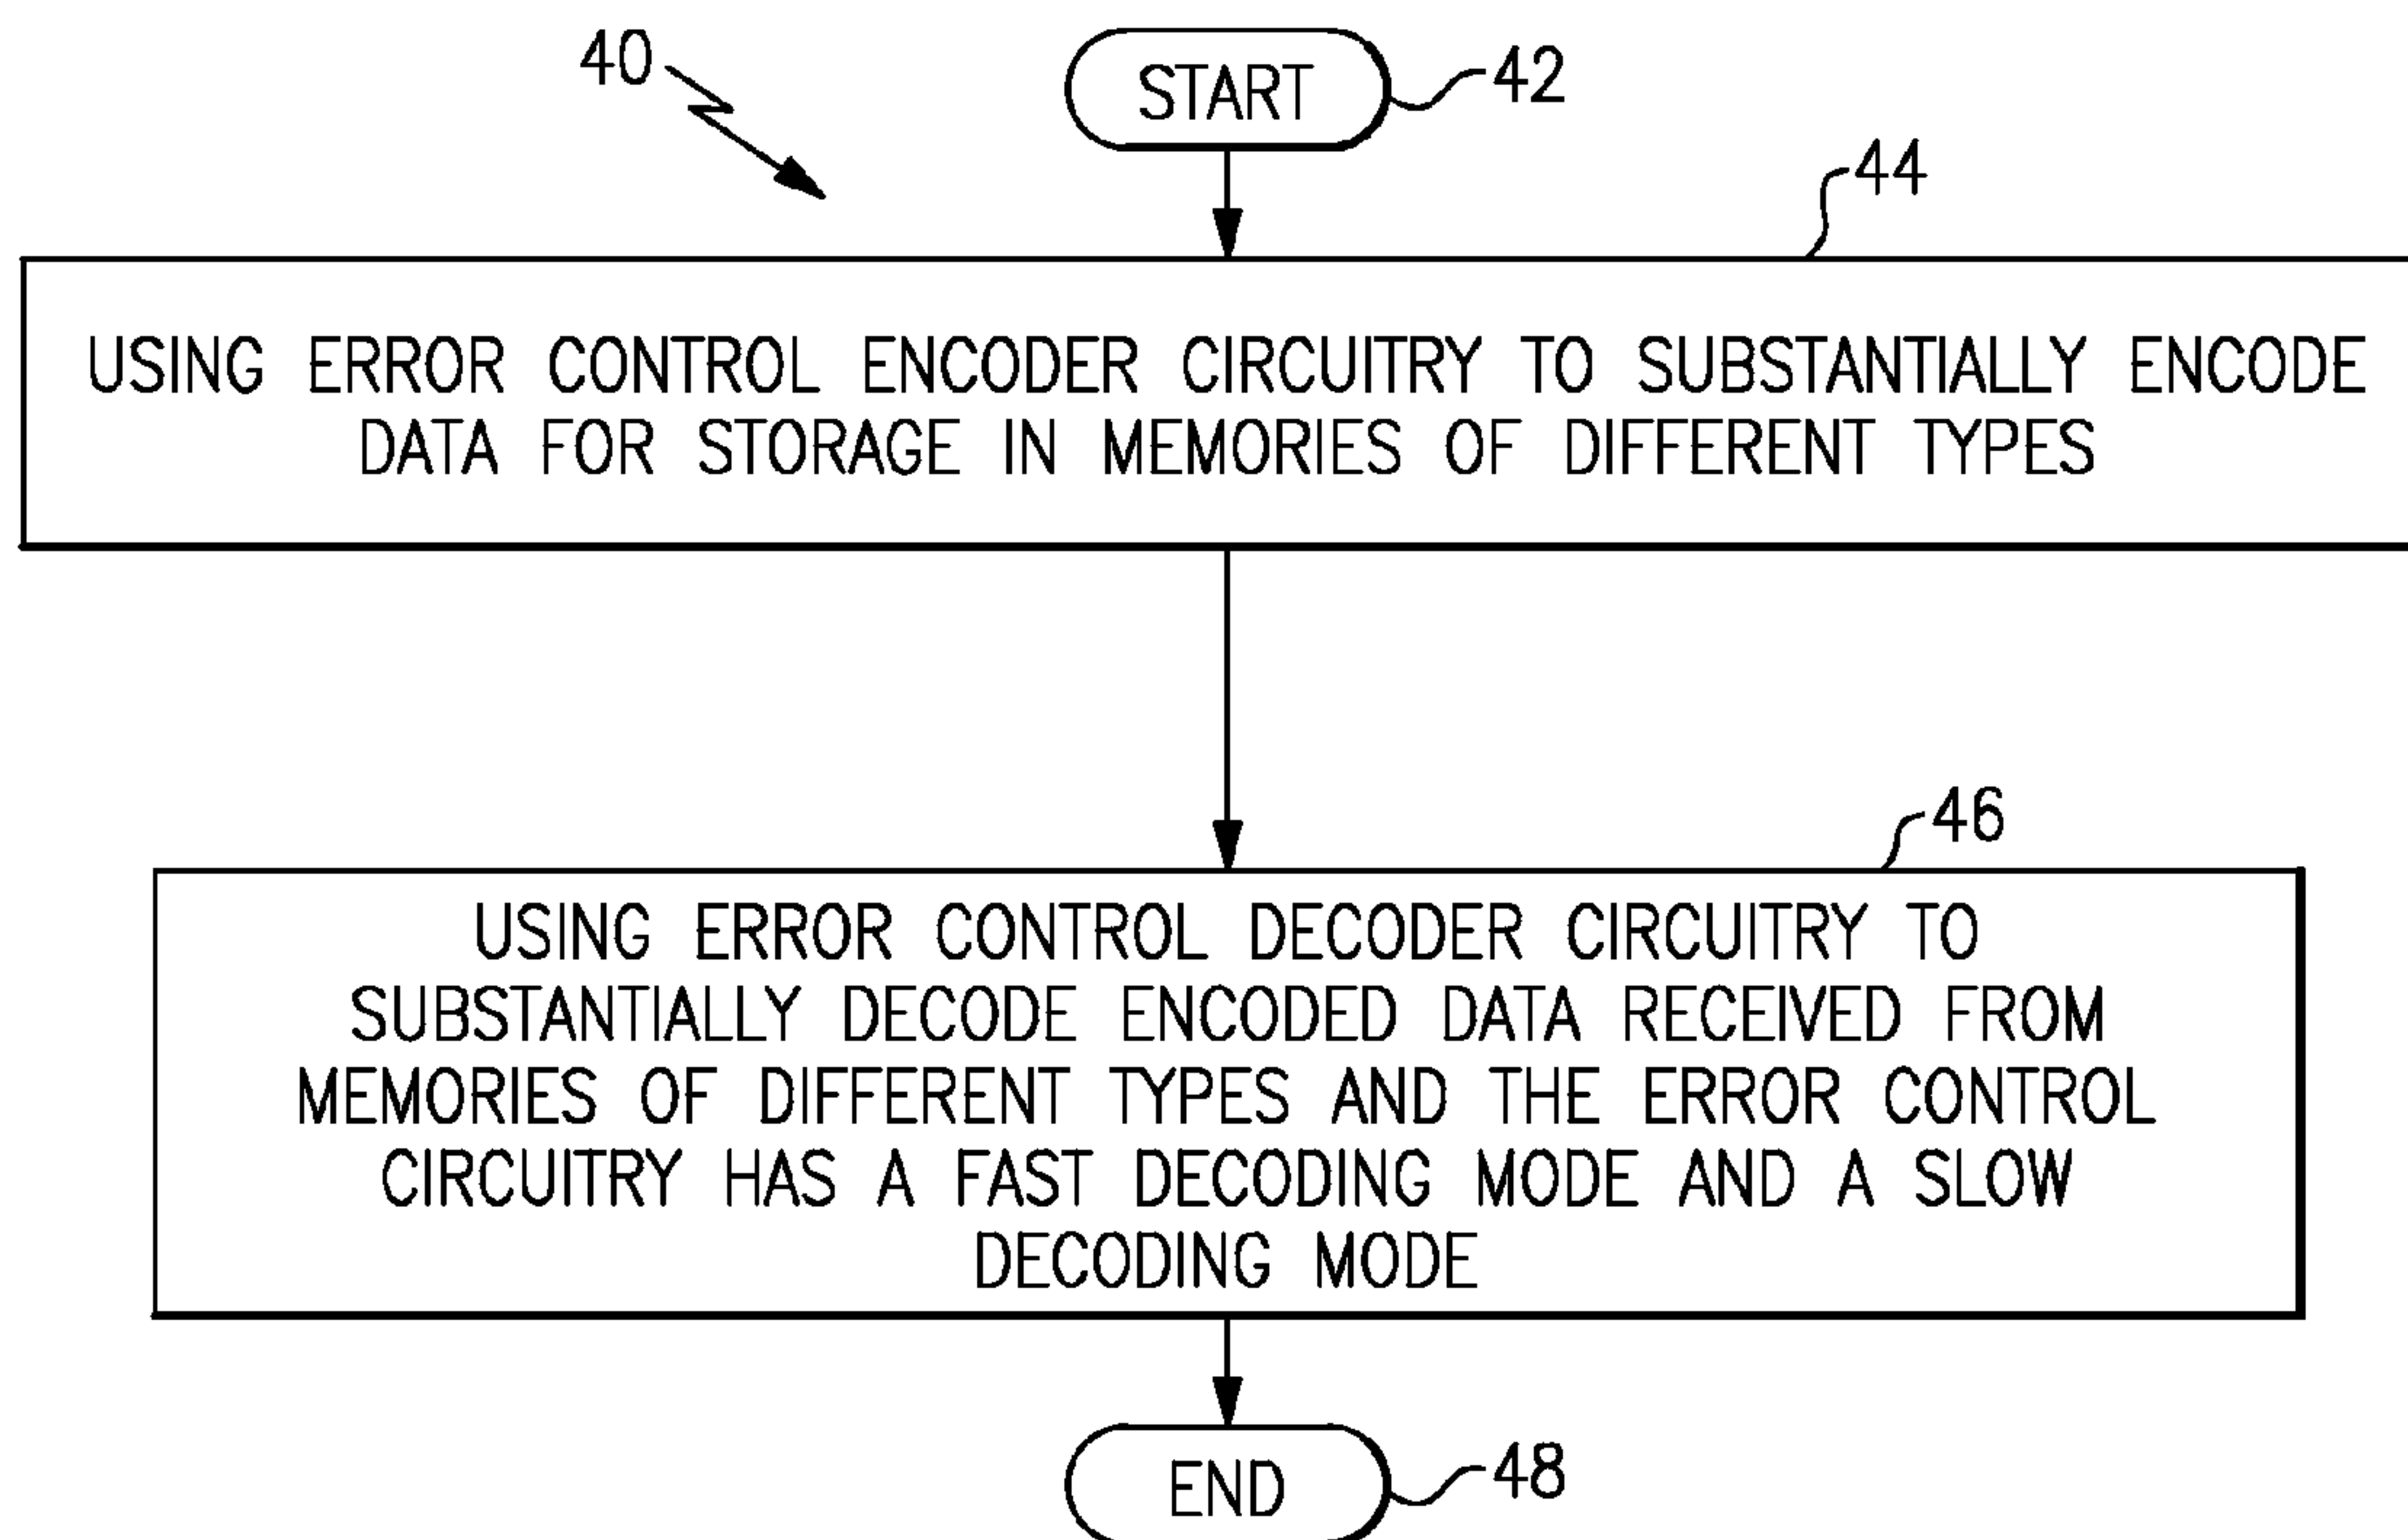 40
START
42
44
USING ERROR CONTROL ENCODER CIRCUITRY TO SUBSTANTIALLY ENCODE
DATA FOR STORAGE IN MEMORIES OF DIFFERENT TYPES
46
USING ERROR CONTROL DECODER CIRCUITRY TO
SUBSTANTIALLY DECODE ENCODED DATA RECEIVED FROM
MEMORIES OF DIFFERENT TYPES AND THE ERROR CONTROL
CIRCUITRY HAS A FAST DECODING MODE AND A SLOW
DECODING MODE
END
48